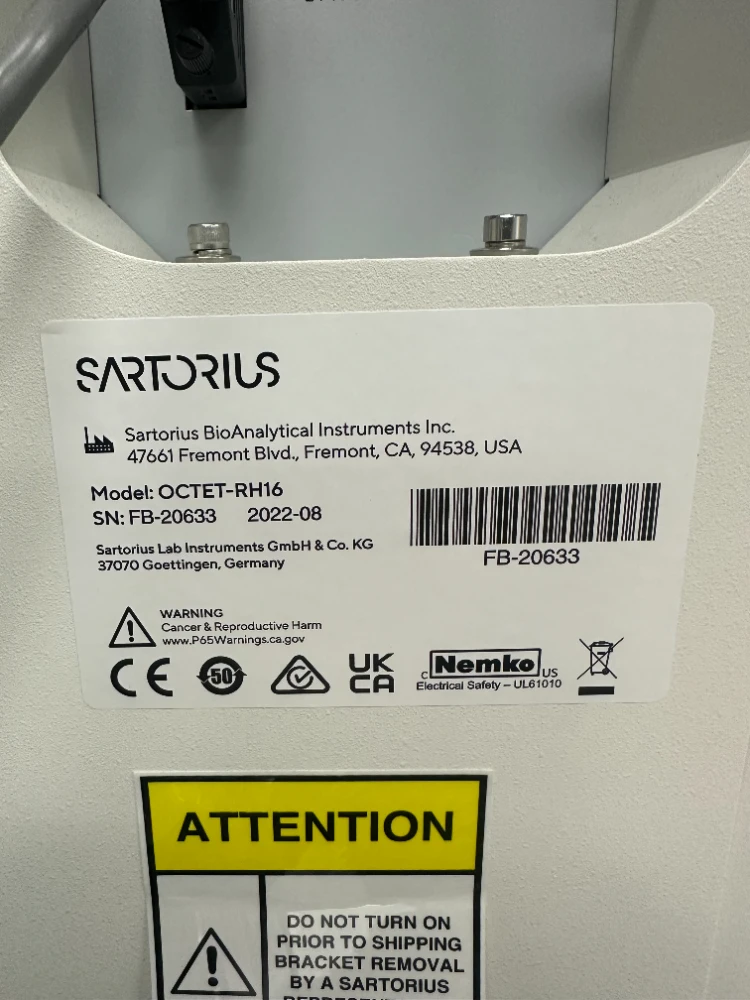 SARTORIUS
Sartorius BioAnalytical Instruments Inc.
47661 Fremont Blvd., Fremont, CA, 94538, USA
Model: OCTET-RH16
SN: FB-20633 2022-08
FB-20633
Sartorius Lab Instruments GmbH & Co. KG
37070 Goettingen, Germany
WARNING
Cancer & Reproductive Harm
www.P65Warnings.ca.gov
CE
50
UK
CA
c Nemko US
Electrical Safety – UL61010
ATTENTION
DO NOT TURN ON
PRIOR TO SHIPPING
BRACKET REMOVAL
BY A SARTORIUS